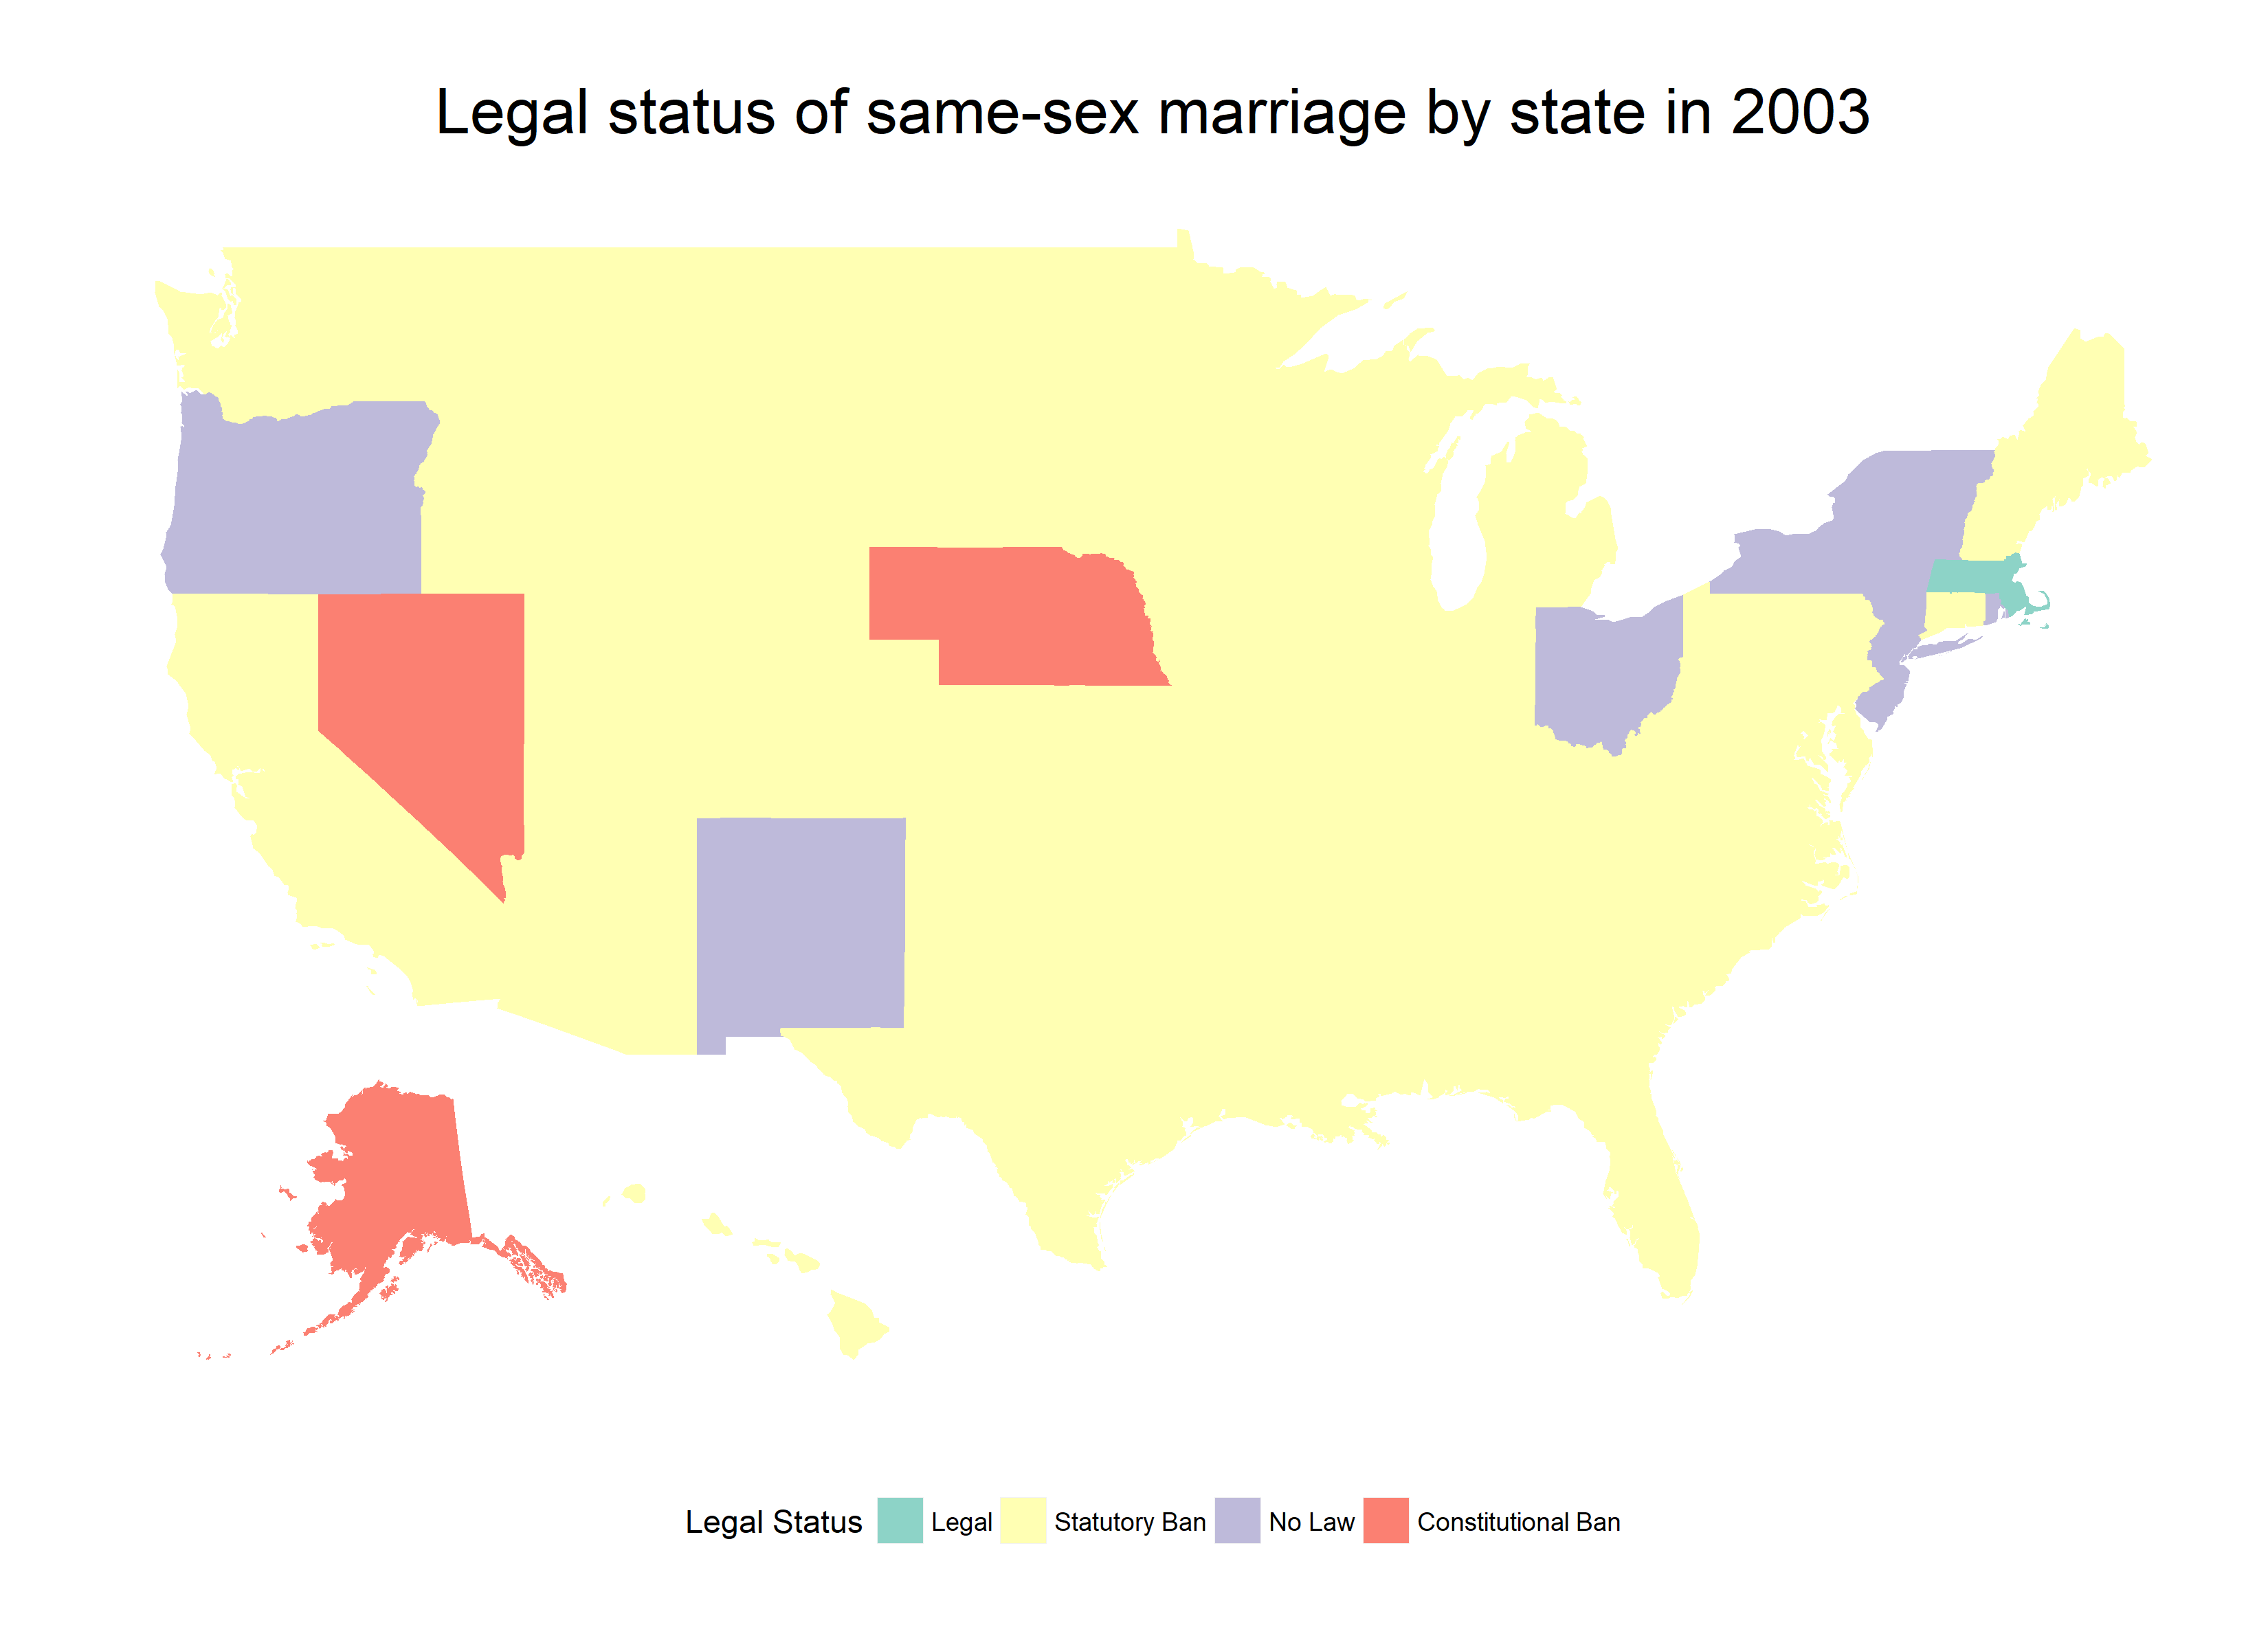 Legal status of same-sex marriage by state in 2003
Legal Status Legal Statutory Ban No Law Constitutional Ban